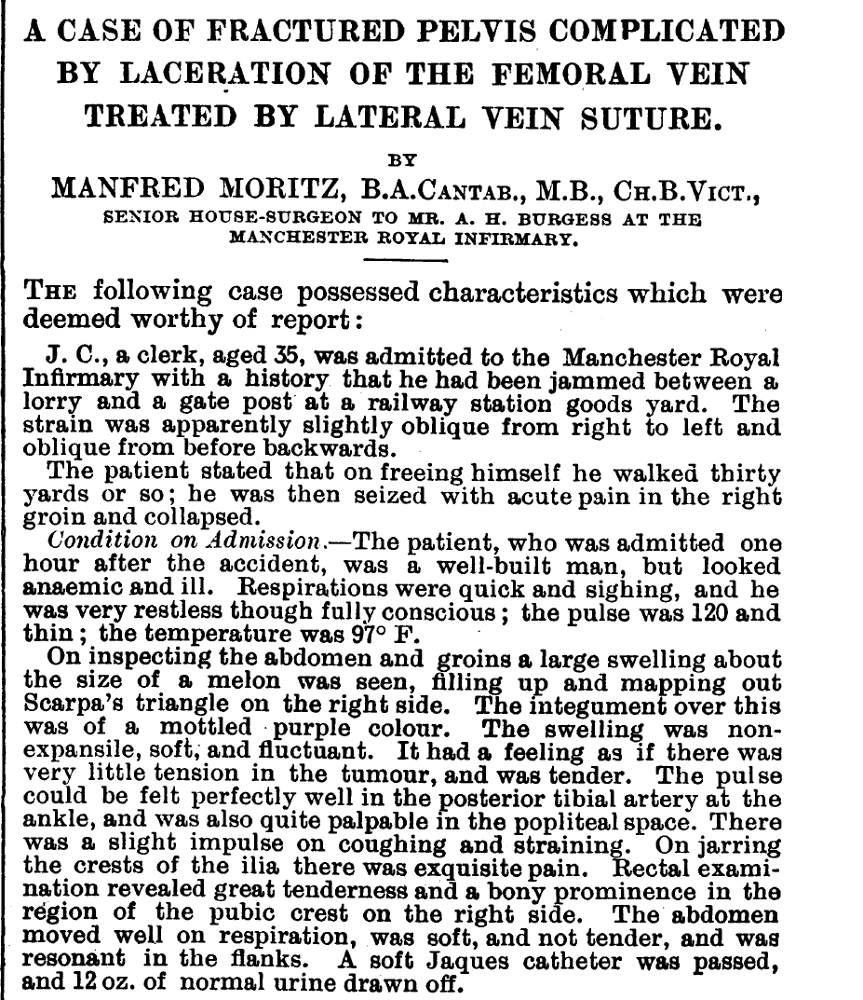 A CASE OF FRACTURED PELVIS COMPLICATED
BY LACERATION OF THE FEMORAL VEIN
TREATED BY LATERAL VEIN SUTURE.
BY
MANFRED MORITZ, B.A.CANTAB., M.B., CH.B.VICT.,
SENIOR HOUSE-SURGEON TO MR. A. H. BURGESS AT THE
MANCHESTER ROYAL INFIRMARY.
THE following case possessed characteristics which were
deemed worthy of report:
J. C., a clerk, aged 35, was admitted to the Manchester Royal
Infirmary with a history that he had been jammed between a
lorry and a gate post at a railway station goods yard. The
strain was apparently slightly oblique from right to left and
oblique from before backwards.
The patient stated that on freeing himself he walked thirty
yards or so; he was then seized with acute pain in the right
groin and collapsed.
Condition on Admission.—The patient, who was admitted one
hour after the accident, was a well-built man, but looked
anaemic and ill. Respirations were quick and sighing, and he
was very restless though fully conscious; the pulse was 120 and
thin; the temperature was 97° F.
On inspecting the abdomen and groins a large swelling about
the size of a melon was seen, filling up and mapping out
Scarpa's triangle on the right side. The integument over this
was of a mottled purple colour. The swelling was non-
expansile, soft, and fluctuant. It had a feeling as if there was
very little tension in the tumour, and was tender. The pulse
could be felt perfectly well in the posterior tibial artery at the
ankle, and was also quite palpable in the popliteal space. There
was a slight impulse on coughing and straining. On jarring
the crests of the ilia there was exquisite pain. Rectal exami-
nation revealed great tenderness and a bony prominence in the
region of the pubic crest on the right side. The abdomen
moved well on respiration, was soft, and not tender, and was
resonant in the flanks. A soft Jaques catheter was passed,
and 12 oz. of normal urine drawn off.